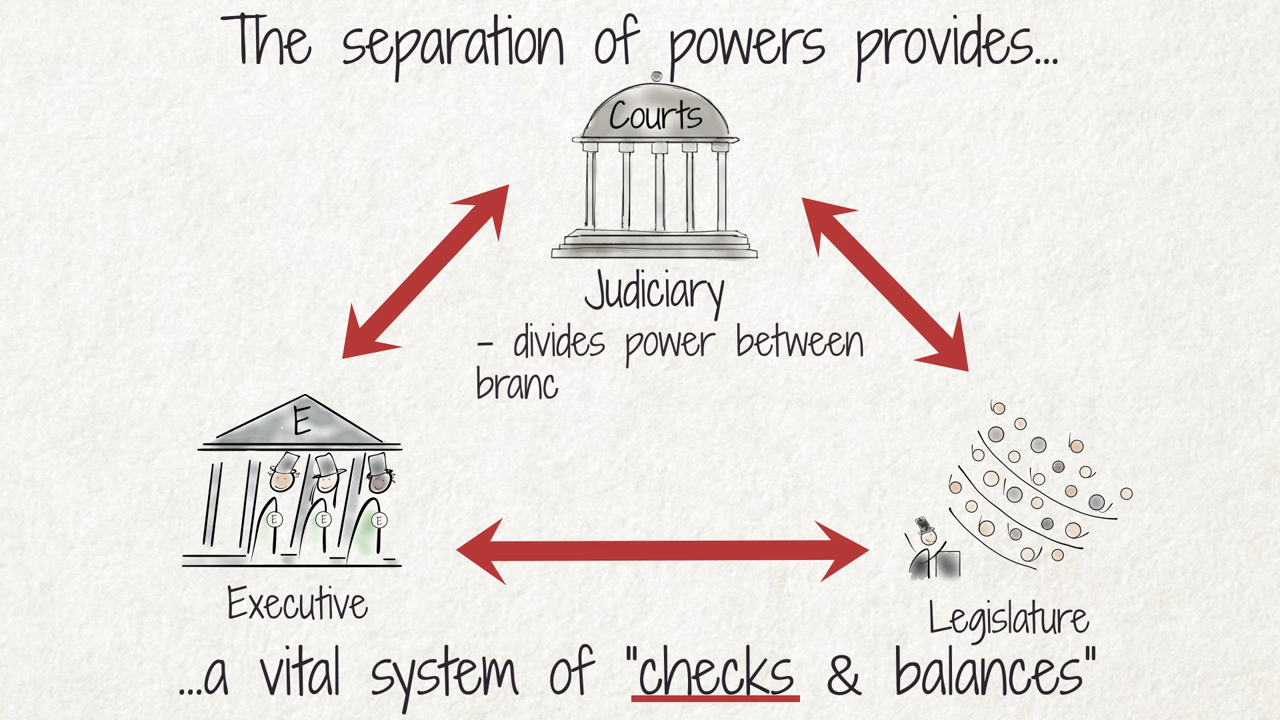 The separation of powers provides...
Courts
Judiciary
- divides power between
branc
E
E E E
Executive
Legislature
...a vital system of "checks & balances"